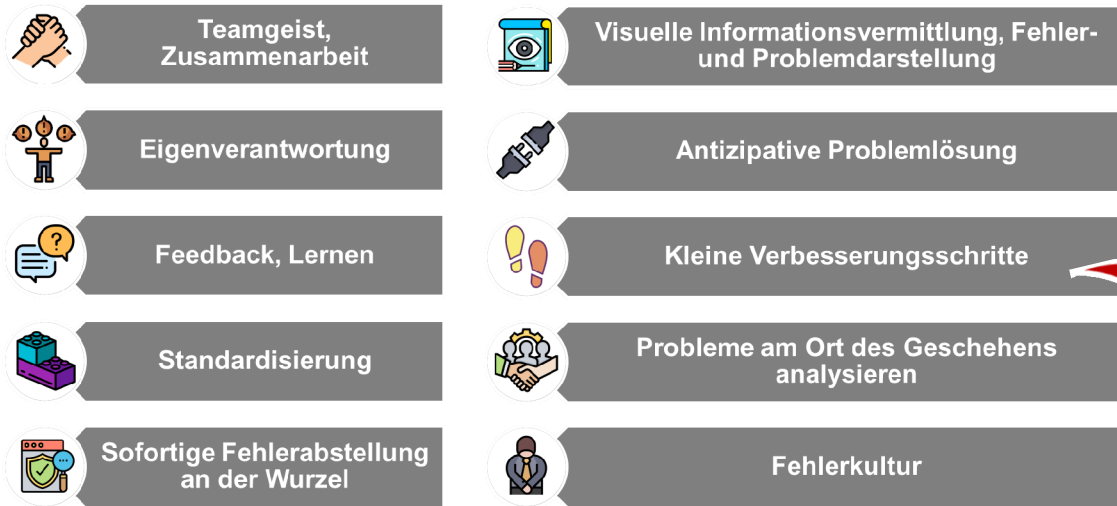 Teamgeist,
Zusammenarbeit
Eigenverantwortung
Feedback, Lernen
Standardisierung
Sofortige Fehlerabstellung
an der Wurzel
Visuelle Informationsvermittlung, Fehler-
und Problemdarstellung
Antizipative Problemlösung
Kleine Verbesserungsschritte
Probleme am Ort des Geschehens
analysieren
Fehlerkultur